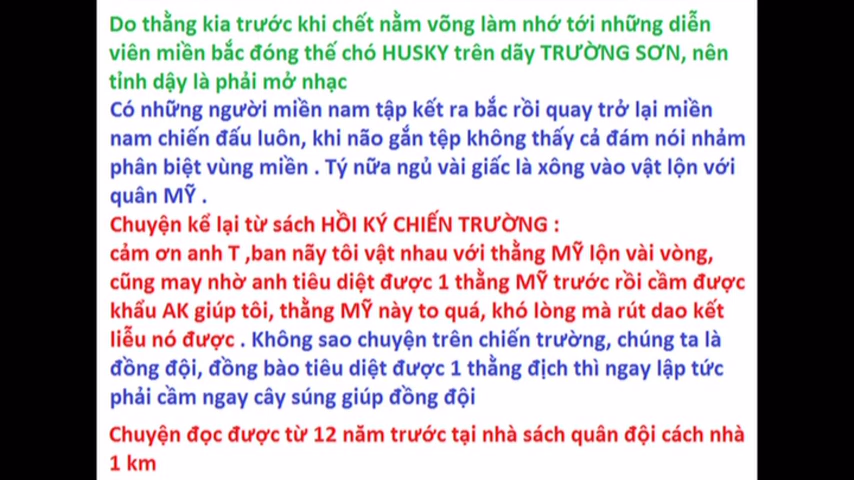 Do thằng kia trước khi chết nằm võng làm nhớ tới những diễn
viên miền bắc đóng thế chó HUSKY trên dãy TRƯỜNG SƠN, nên
tỉnh dậy là phải mở nhạc
Có những người miền nam tập kết ra bắc rồi quay trở lại miền
nam chiến đấu luôn, khi não gắn tệp không thấy cả đám nói nhảm
phân biệt vùng miền . Tý nữa ngủ vài giấc là xông vào vật lộn với
quân MỸ .
Chuyện kể lại từ sách HỒI KÝ CHIẾN TRƯỜNG :
cảm ơn anh T ,ban nãy tôi vật nhau với thằng MỸ lộn vài vòng,
cũng may nhờ anh tiêu diệt được 1 thằng MỸ trước rồi cầm được
khẩu AK giúp tôi, thằng MỸ này to quá, khó lòng mà rút dao kết
liễu nó được . Không sao chuyện trên chiến trường, chúng ta là
đồng đội, đồng bào tiêu diệt được 1 thằng địch thì ngay lập tức
phải cầm ngay cây súng giúp đồng đội
Chuyện đọc được từ 12 năm trước tại nhà sách quân đội cách nhà
1 km